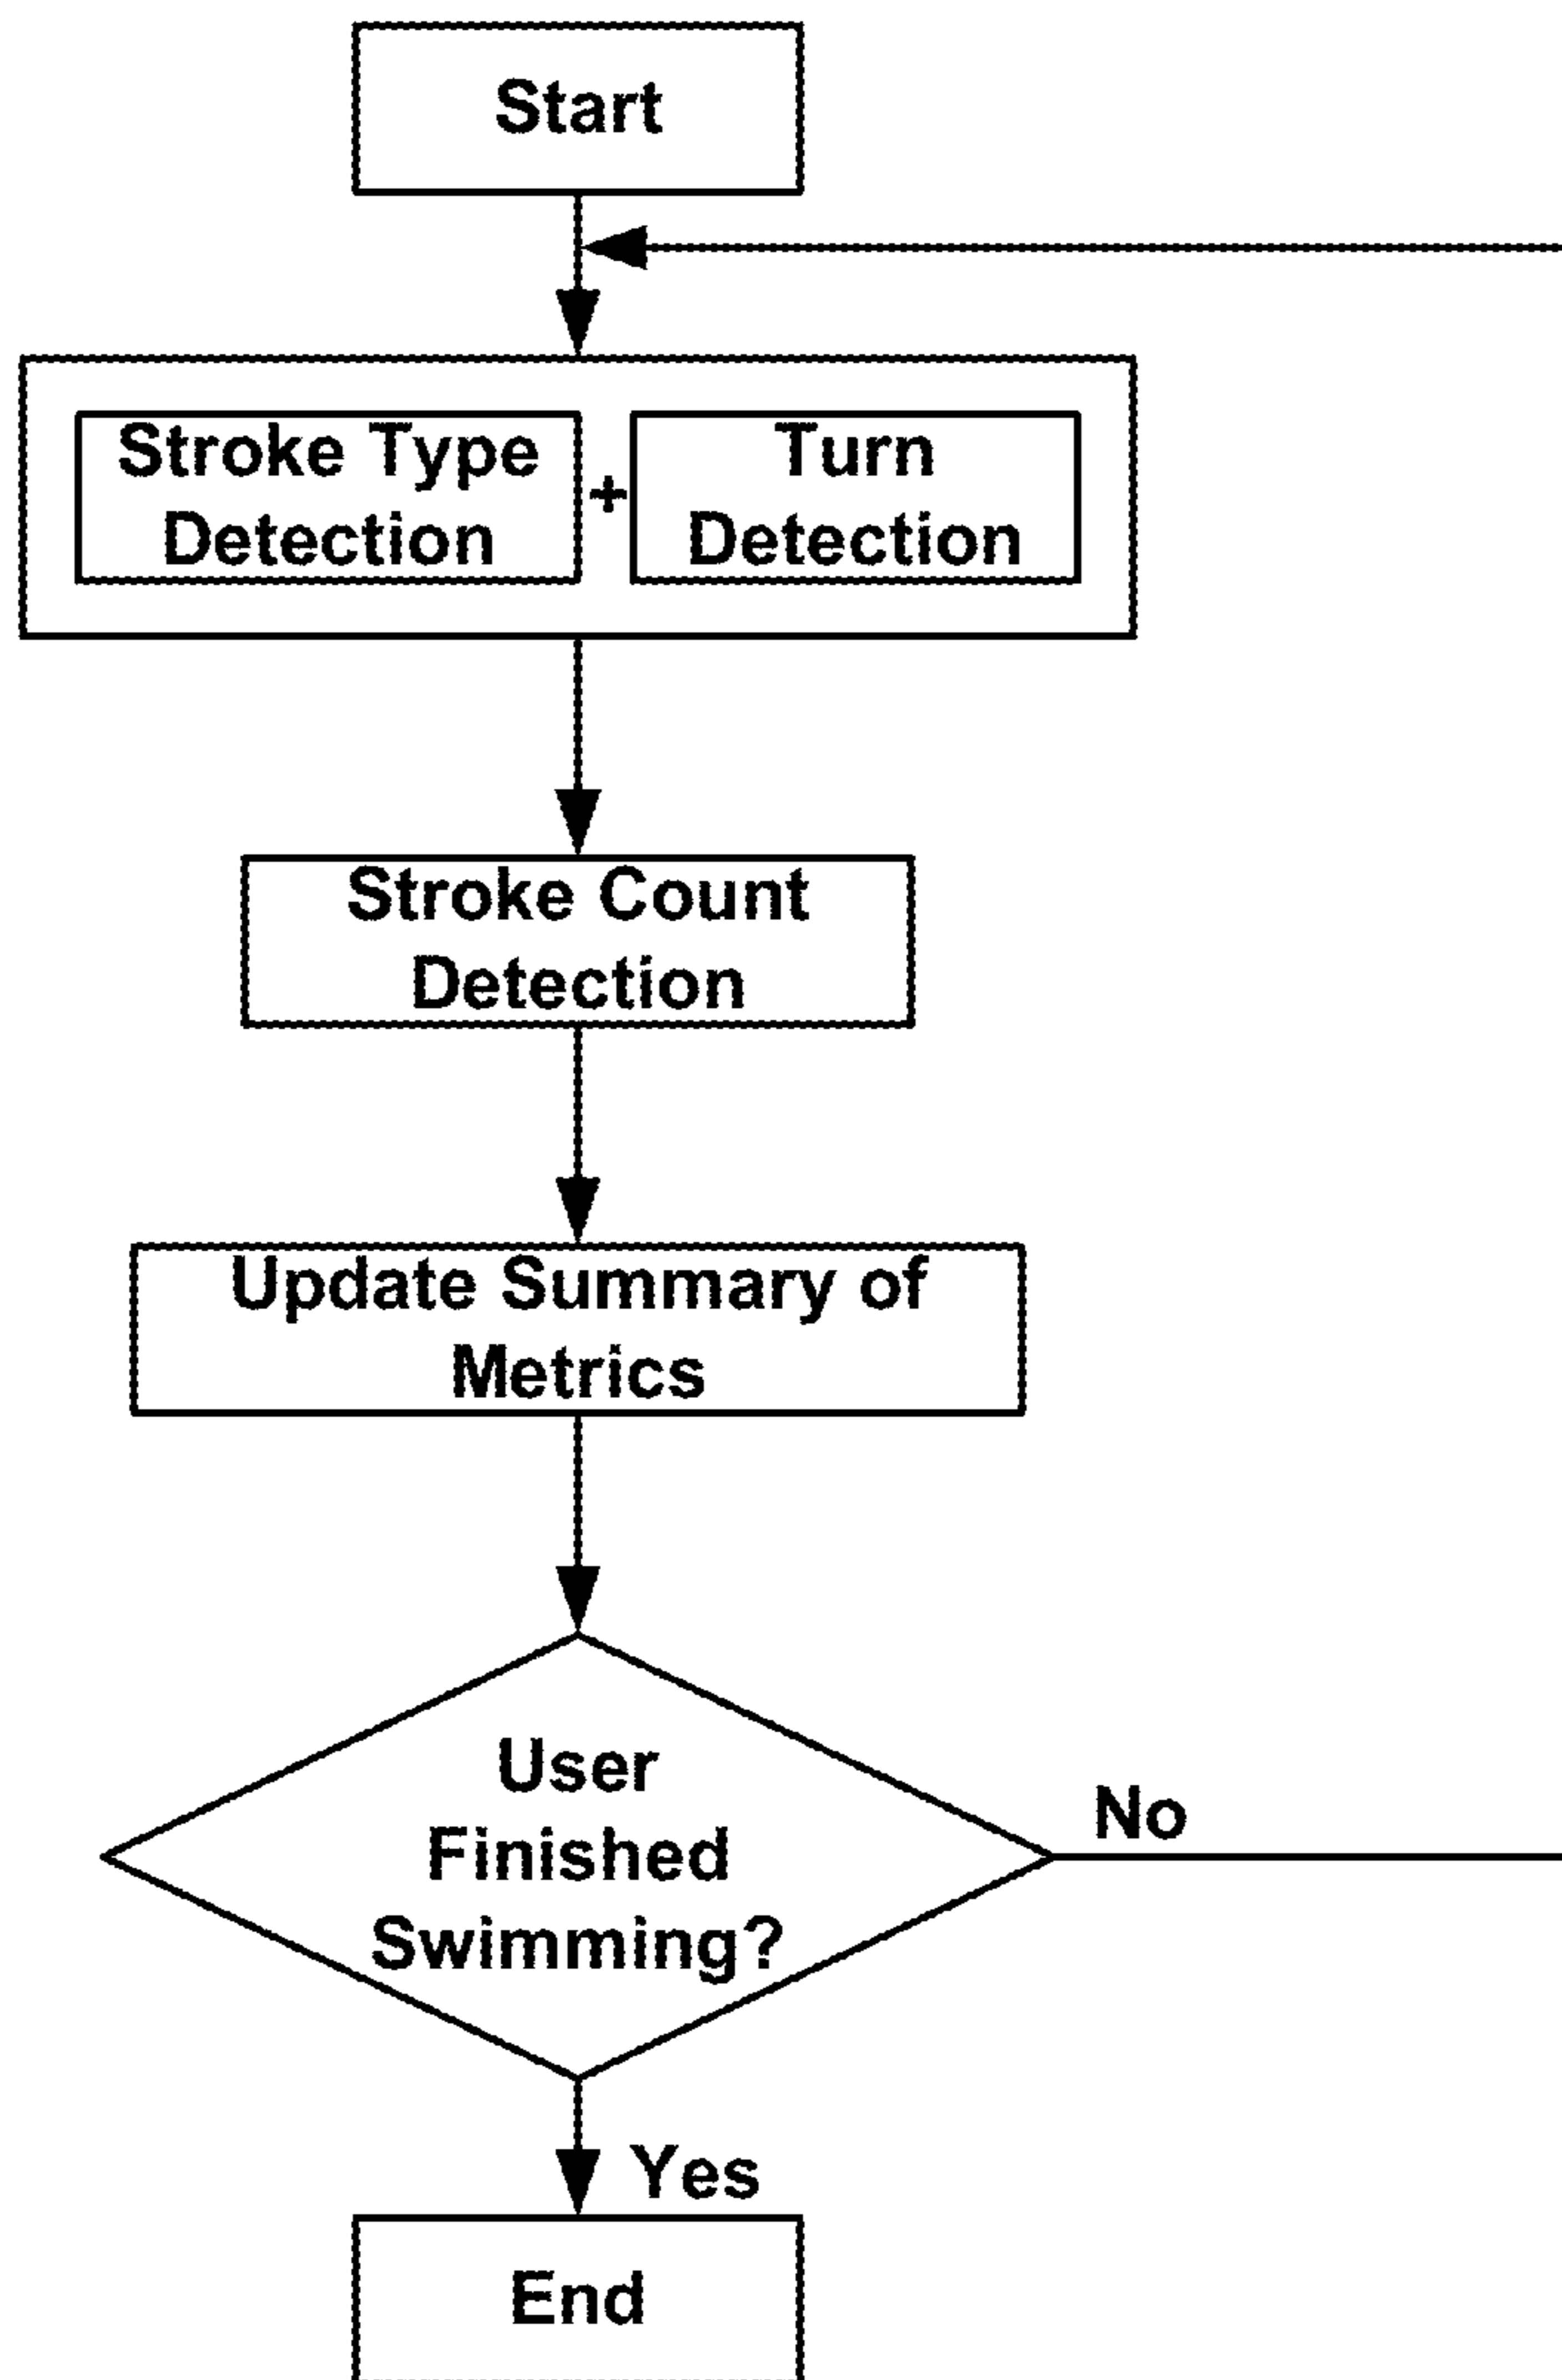 Start
Stroke Type
Detection
+
Turn
Detection
Stroke Count
Detection
Update Summary of
Metrics
User
Finished
Swimming?
No
Yes
End